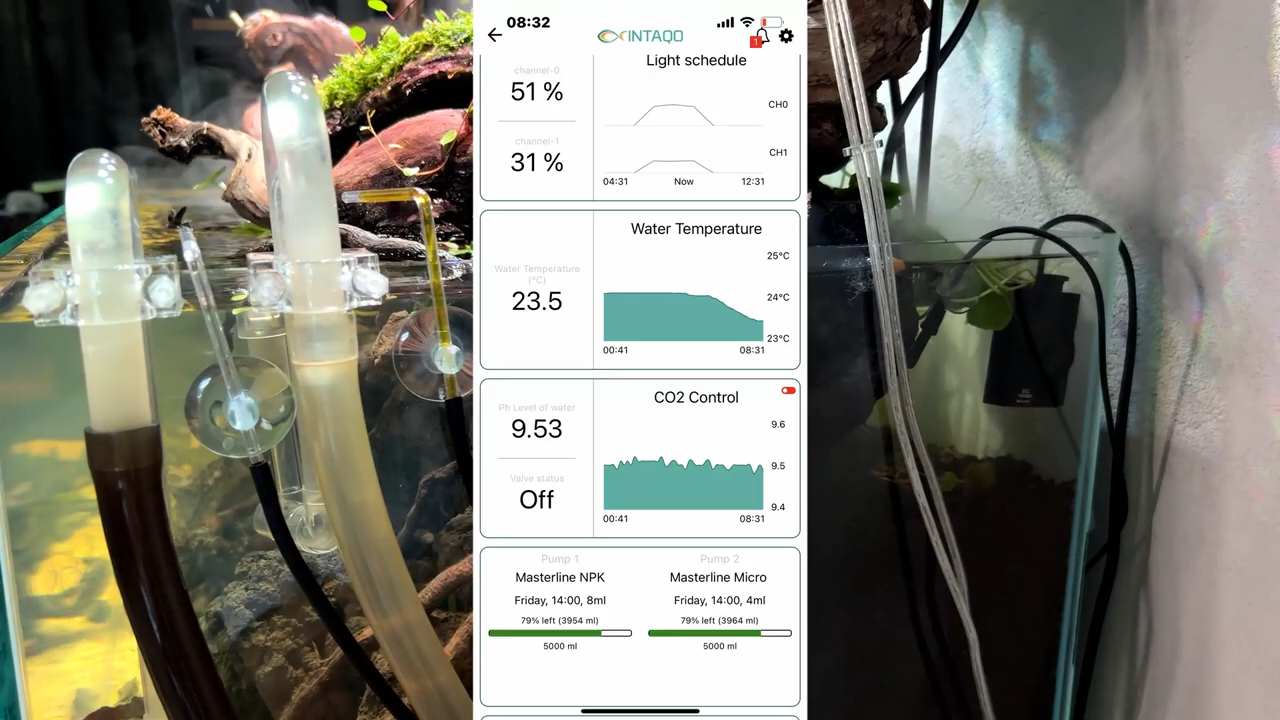 08:32
INTAQO
1
Light schedule
channel-0
51 %
CH0
channel-1
31 %
CH1
04:31 Now 12:31
Water Temperature
25°C
Water Temperature
(°C)
23.5
24°C
23°C
00:41 08:31
CO2 Control
Ph Level of water
9.53
9.6
9.5
Valve status
Off
9.4
00:41 08:31
Pump 1 Pump 2
Masterline NPK Masterline Micro
Friday, 14:00, 8ml Friday, 14:00, 4ml
79% left (3954 ml) 79% left (3964 ml)
5000 ml 5000 ml